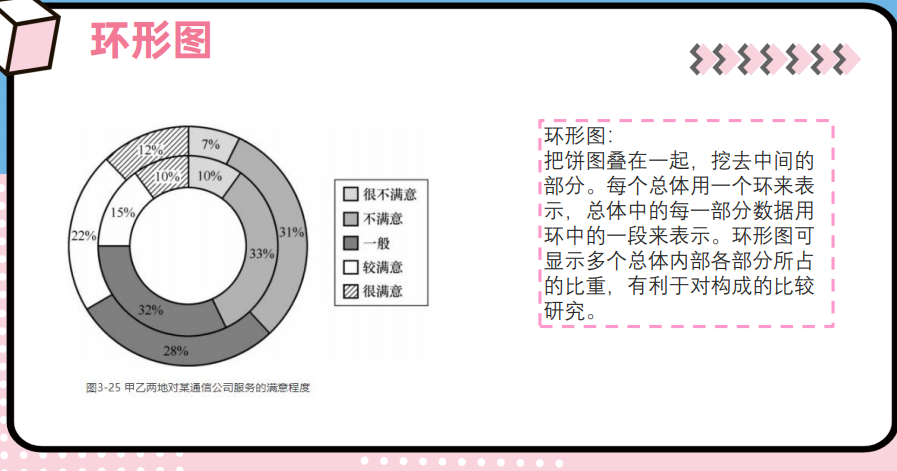 环形图
7%
12%
10%
10%
15%
22%
31%
33%
32%
28%
很不满意
不满意
一般
较满意
很满意
图3-25 甲乙两地对某通信公司服务的满意程度
环形图:
把饼图叠在一起，挖去中间的
部分。每个总体用一个环来表
示，总体中的每一部分数据用
环中的一段来表示。环形图可
显示多个总体内部各部分所占
的比重，有利于对构成的比较
研究。